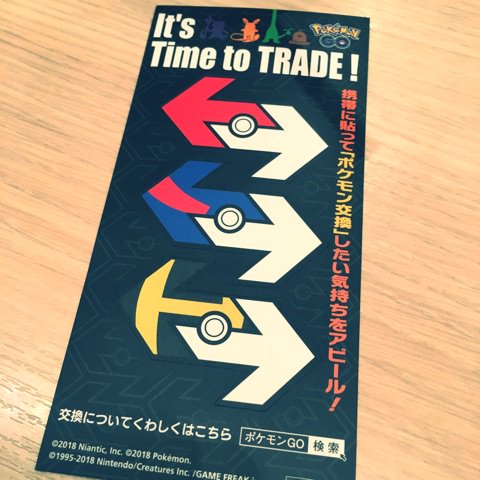 It's
POKÉMON
GO
Time to TRADE !
携帯に貼って「ポケモン交換」したい気持ちをアピール!
交換についてくわしくはこちら ポケモンGO 検索
©2018 Niantic, Inc. ©2018 Pokémon.
©1995-2018 Nintendo/Creatures Inc. /GAME FREAK